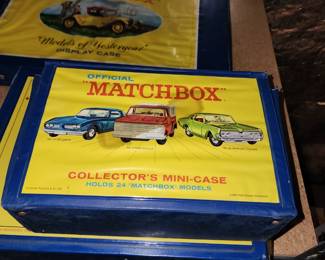 "Models of Yesteryear"
DISPLAY CASE
OFFICIAL
"MATCHBOX"
COLLECTOR'S MINI-CASE
HOLDS 24 "MATCHBOX" MODELS